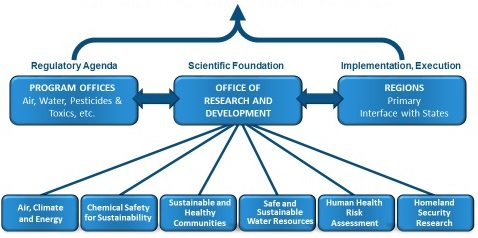 Regulatory Agenda
Scientific Foundation
Implementation, Execution
PROGRAM OFFICES
Air, Water, Pesticides &
Toxics, etc.
OFFICE OF
RESEARCH AND
DEVELOPMENT
REGIONS
Primary
Interface with States
Air, Climate
and Energy
Chemical Safety
for Sustainability
Sustainable and
Healthy
Communities
Safe and
Sustainable
Water Resources
Human Health
Risk
Assessment
Homeland
Security
Research